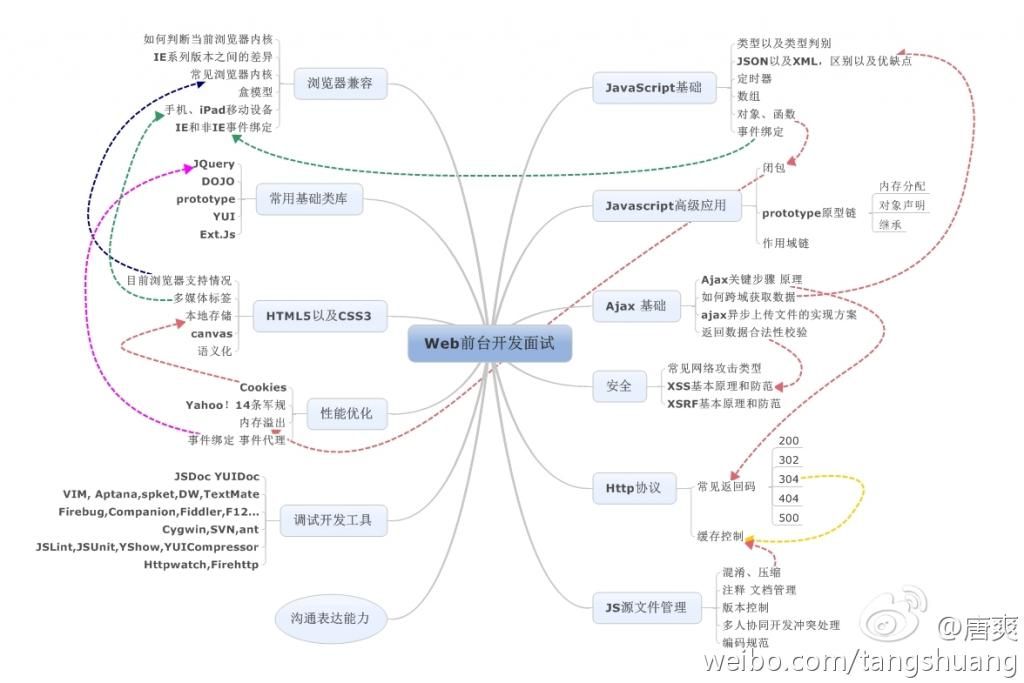 如何判断当前浏览器内核
IE系列版本之间的差异
常见浏览器内核
盒模型
手机、iPad移动设备
IE和非IE事件绑定
浏览器兼容
JQuery
DOJO
prototype
YUI
Ext.Js
常用基础类库
目前浏览器支持情况
多媒体标签
本地存储
canvas
语义化
HTML5以及CSS3
Cookies
Yahoo！14条军规
内存溢出
事件绑定 事件代理
性能优化
JSDoc YUIDoc
VIM, Aptana,spket,DW,TextMate
Firebug,Companion,Fiddler,F12...
Cygwin,SVN,ant
JSLint,JSUnit,YShow,YUICompressor
Httpwatch,Firehttp
调试开发工具
沟通表达能力
Web前台开发面试
JavaScript基础
类型以及类型判别
JSON以及XML，区别以及优缺点
定时器
数组
对象、函数
事件绑定
Javascript高级应用
闭包
prototype原型链
内存分配
对象声明
继承
作用域链
Ajax 基础
Ajax关键步骤 原理
如何跨域获取数据
ajax异步上传文件的实现方案
返回数据合法性校验
安全
常见网络攻击类型
XSS基本原理和防范
XSRF基本原理和防范
Http协议
常见返回码
200
302
304
404
500
缓存控制
JS源文件管理
混淆、压缩
注释 文档管理
版本控制
多人协同开发冲突处理
编码规范
@唐爽
weibo.com/tangshuang